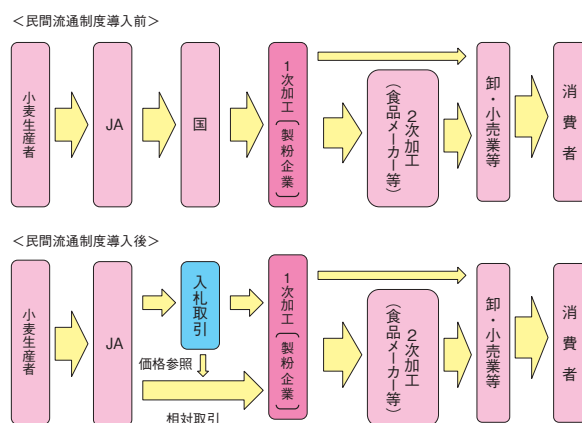 ＜民間流通制度導入前＞
小麦生産者
JA
国
１次加工〔製粉企業〕
２次加工
（食品メーカー等）
卸・小売業等
消費者
＜民間流通制度導入後＞
小麦生産者
JA
入札取引
価格参照
相対取引
１次加工〔製粉企業〕
２次加工
（食品メーカー等）
卸・小売業等
消費者